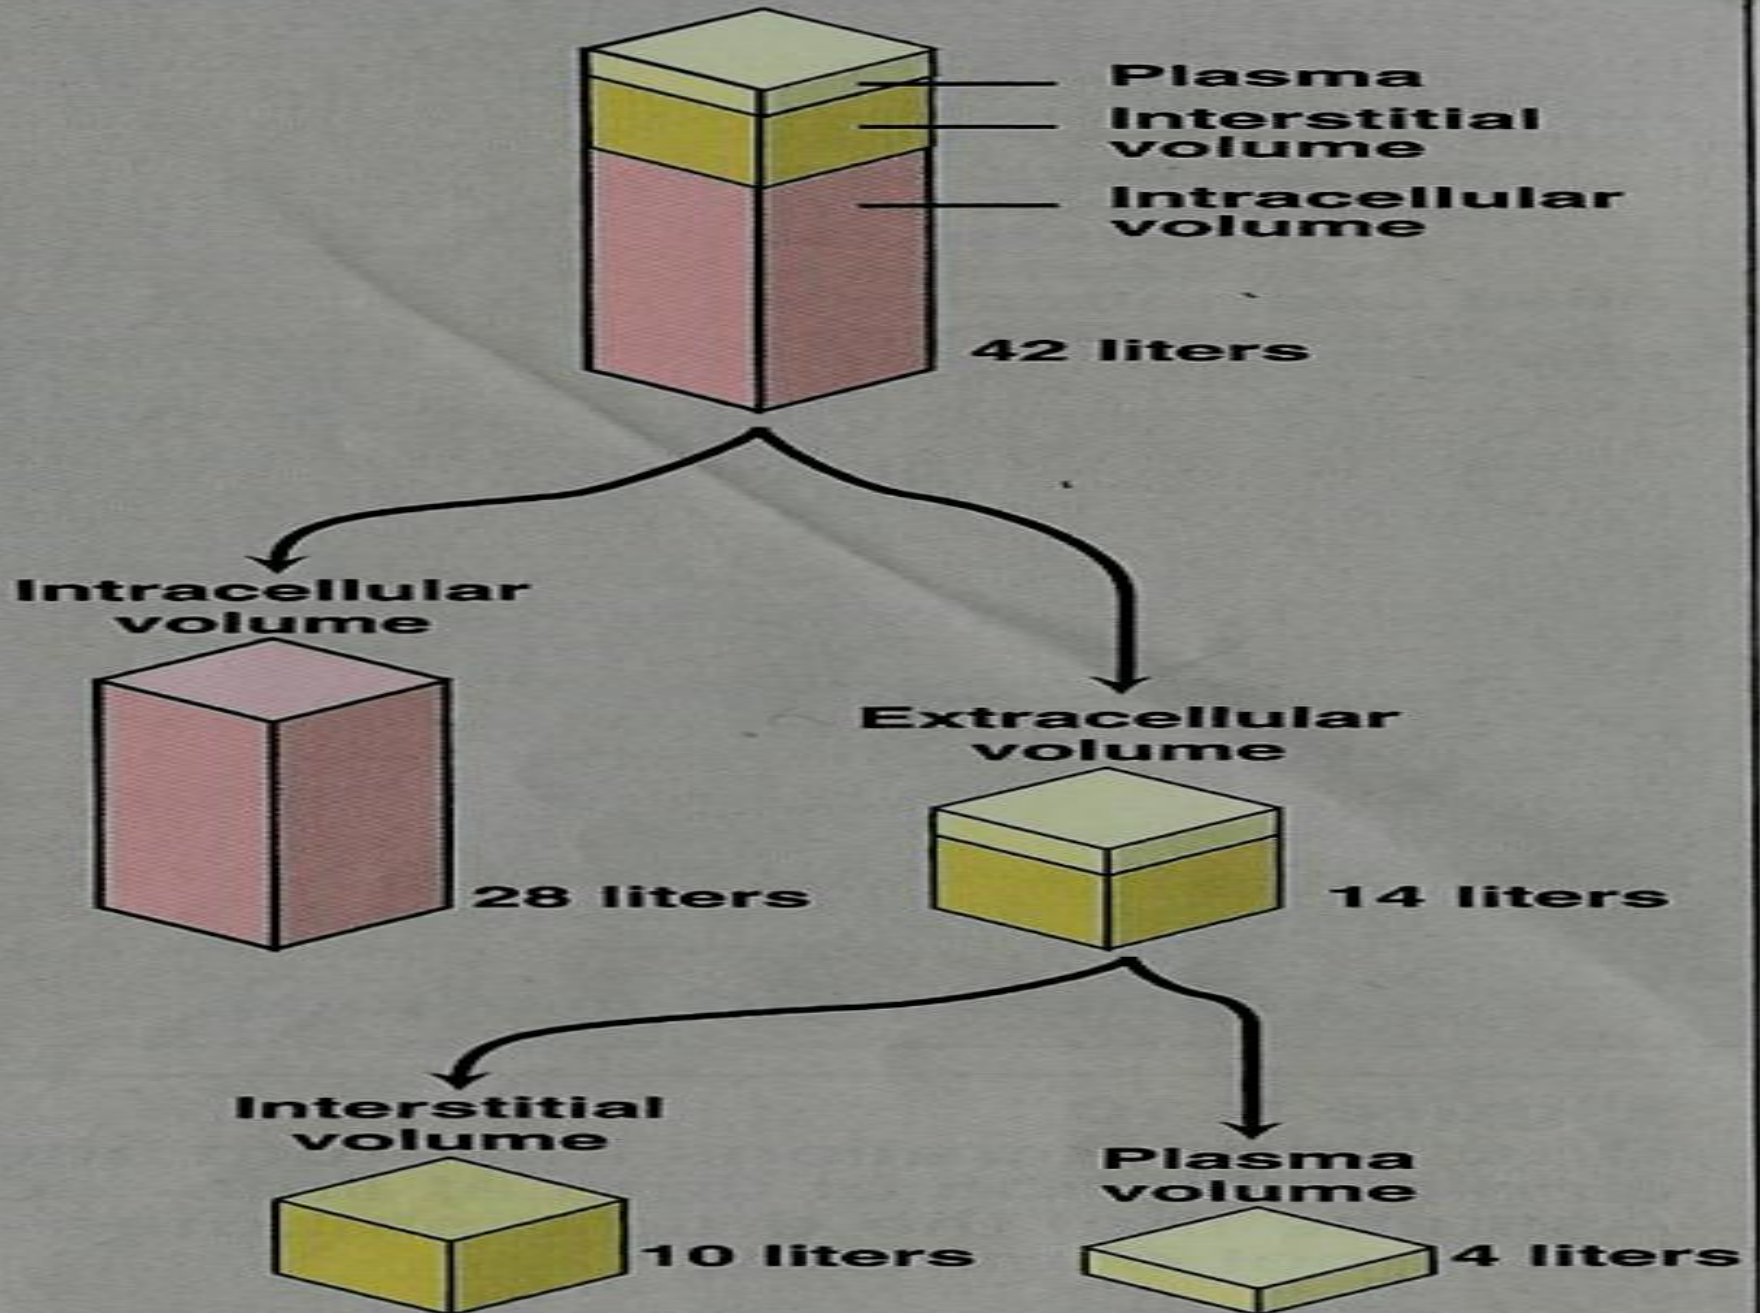 Plasma
Interstitial
volume
Intracellular
volume
42 liters
Intracellular
volume
28 liters
Extracellular
volume
14 liters
Interstitial
volume
10 liters
Plasma
volume
4 liters